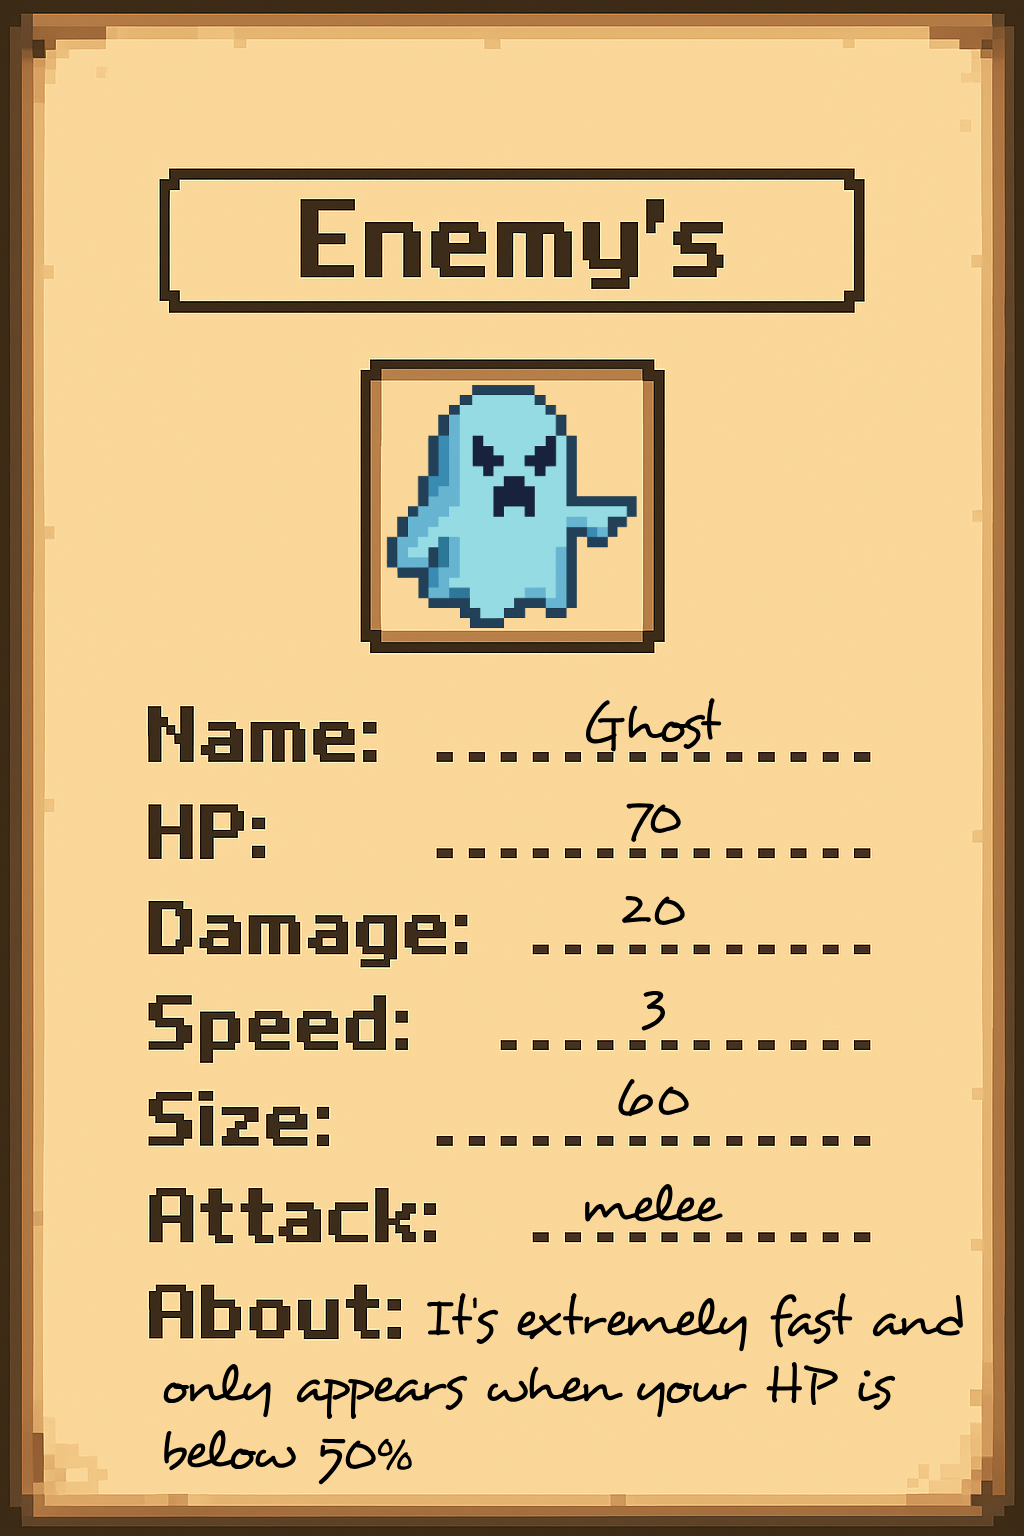 Enemy's
Name: Ghost
HP: 70
Damage: 20
Speed: 3
Size: 60
Attack: melee
About: It's extremely fast and
only appears when your HP is
below 50%